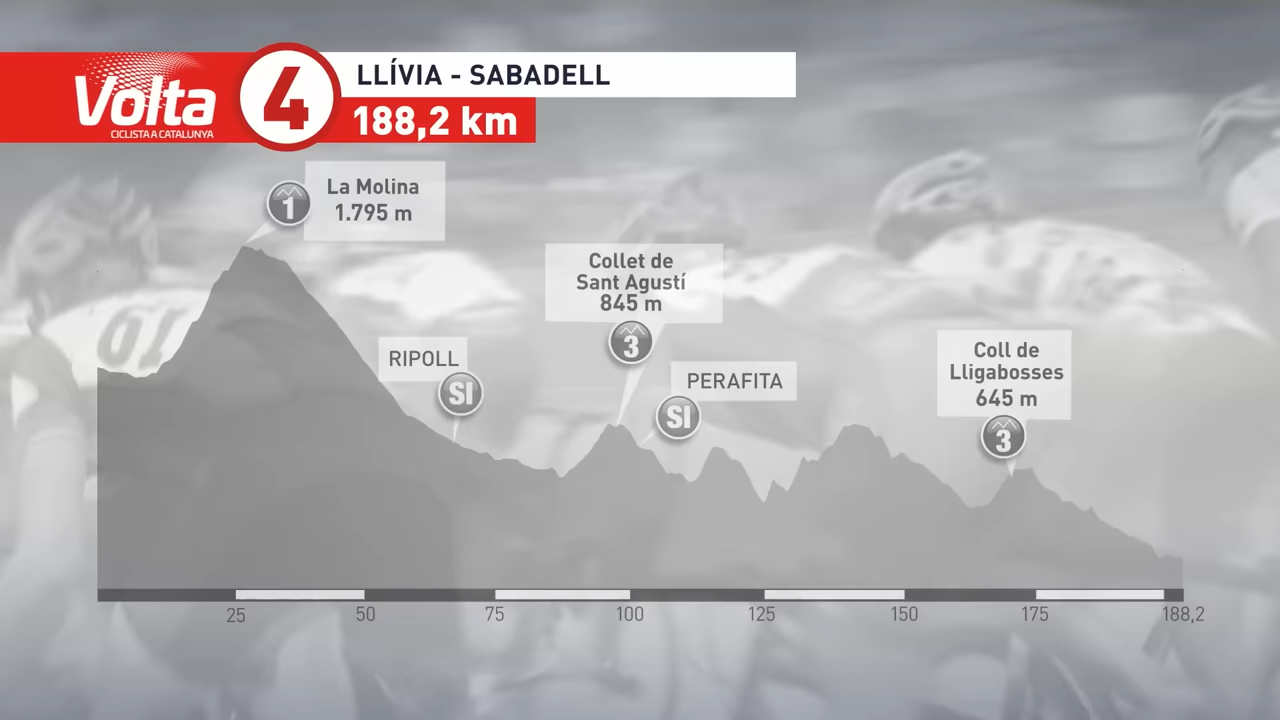 Volta
CICLISTA A CATALUNYA
4
LLÍVIA - SABADELL
188,2 km
1
La Molina
1.795 m
RIPOLL
SI
Collet de
Sant Agustí
845 m
3
PERAFITA
SI
Coll de
Lligabosses
645 m
3
61
25
50
75
100
125
150
175
188,2